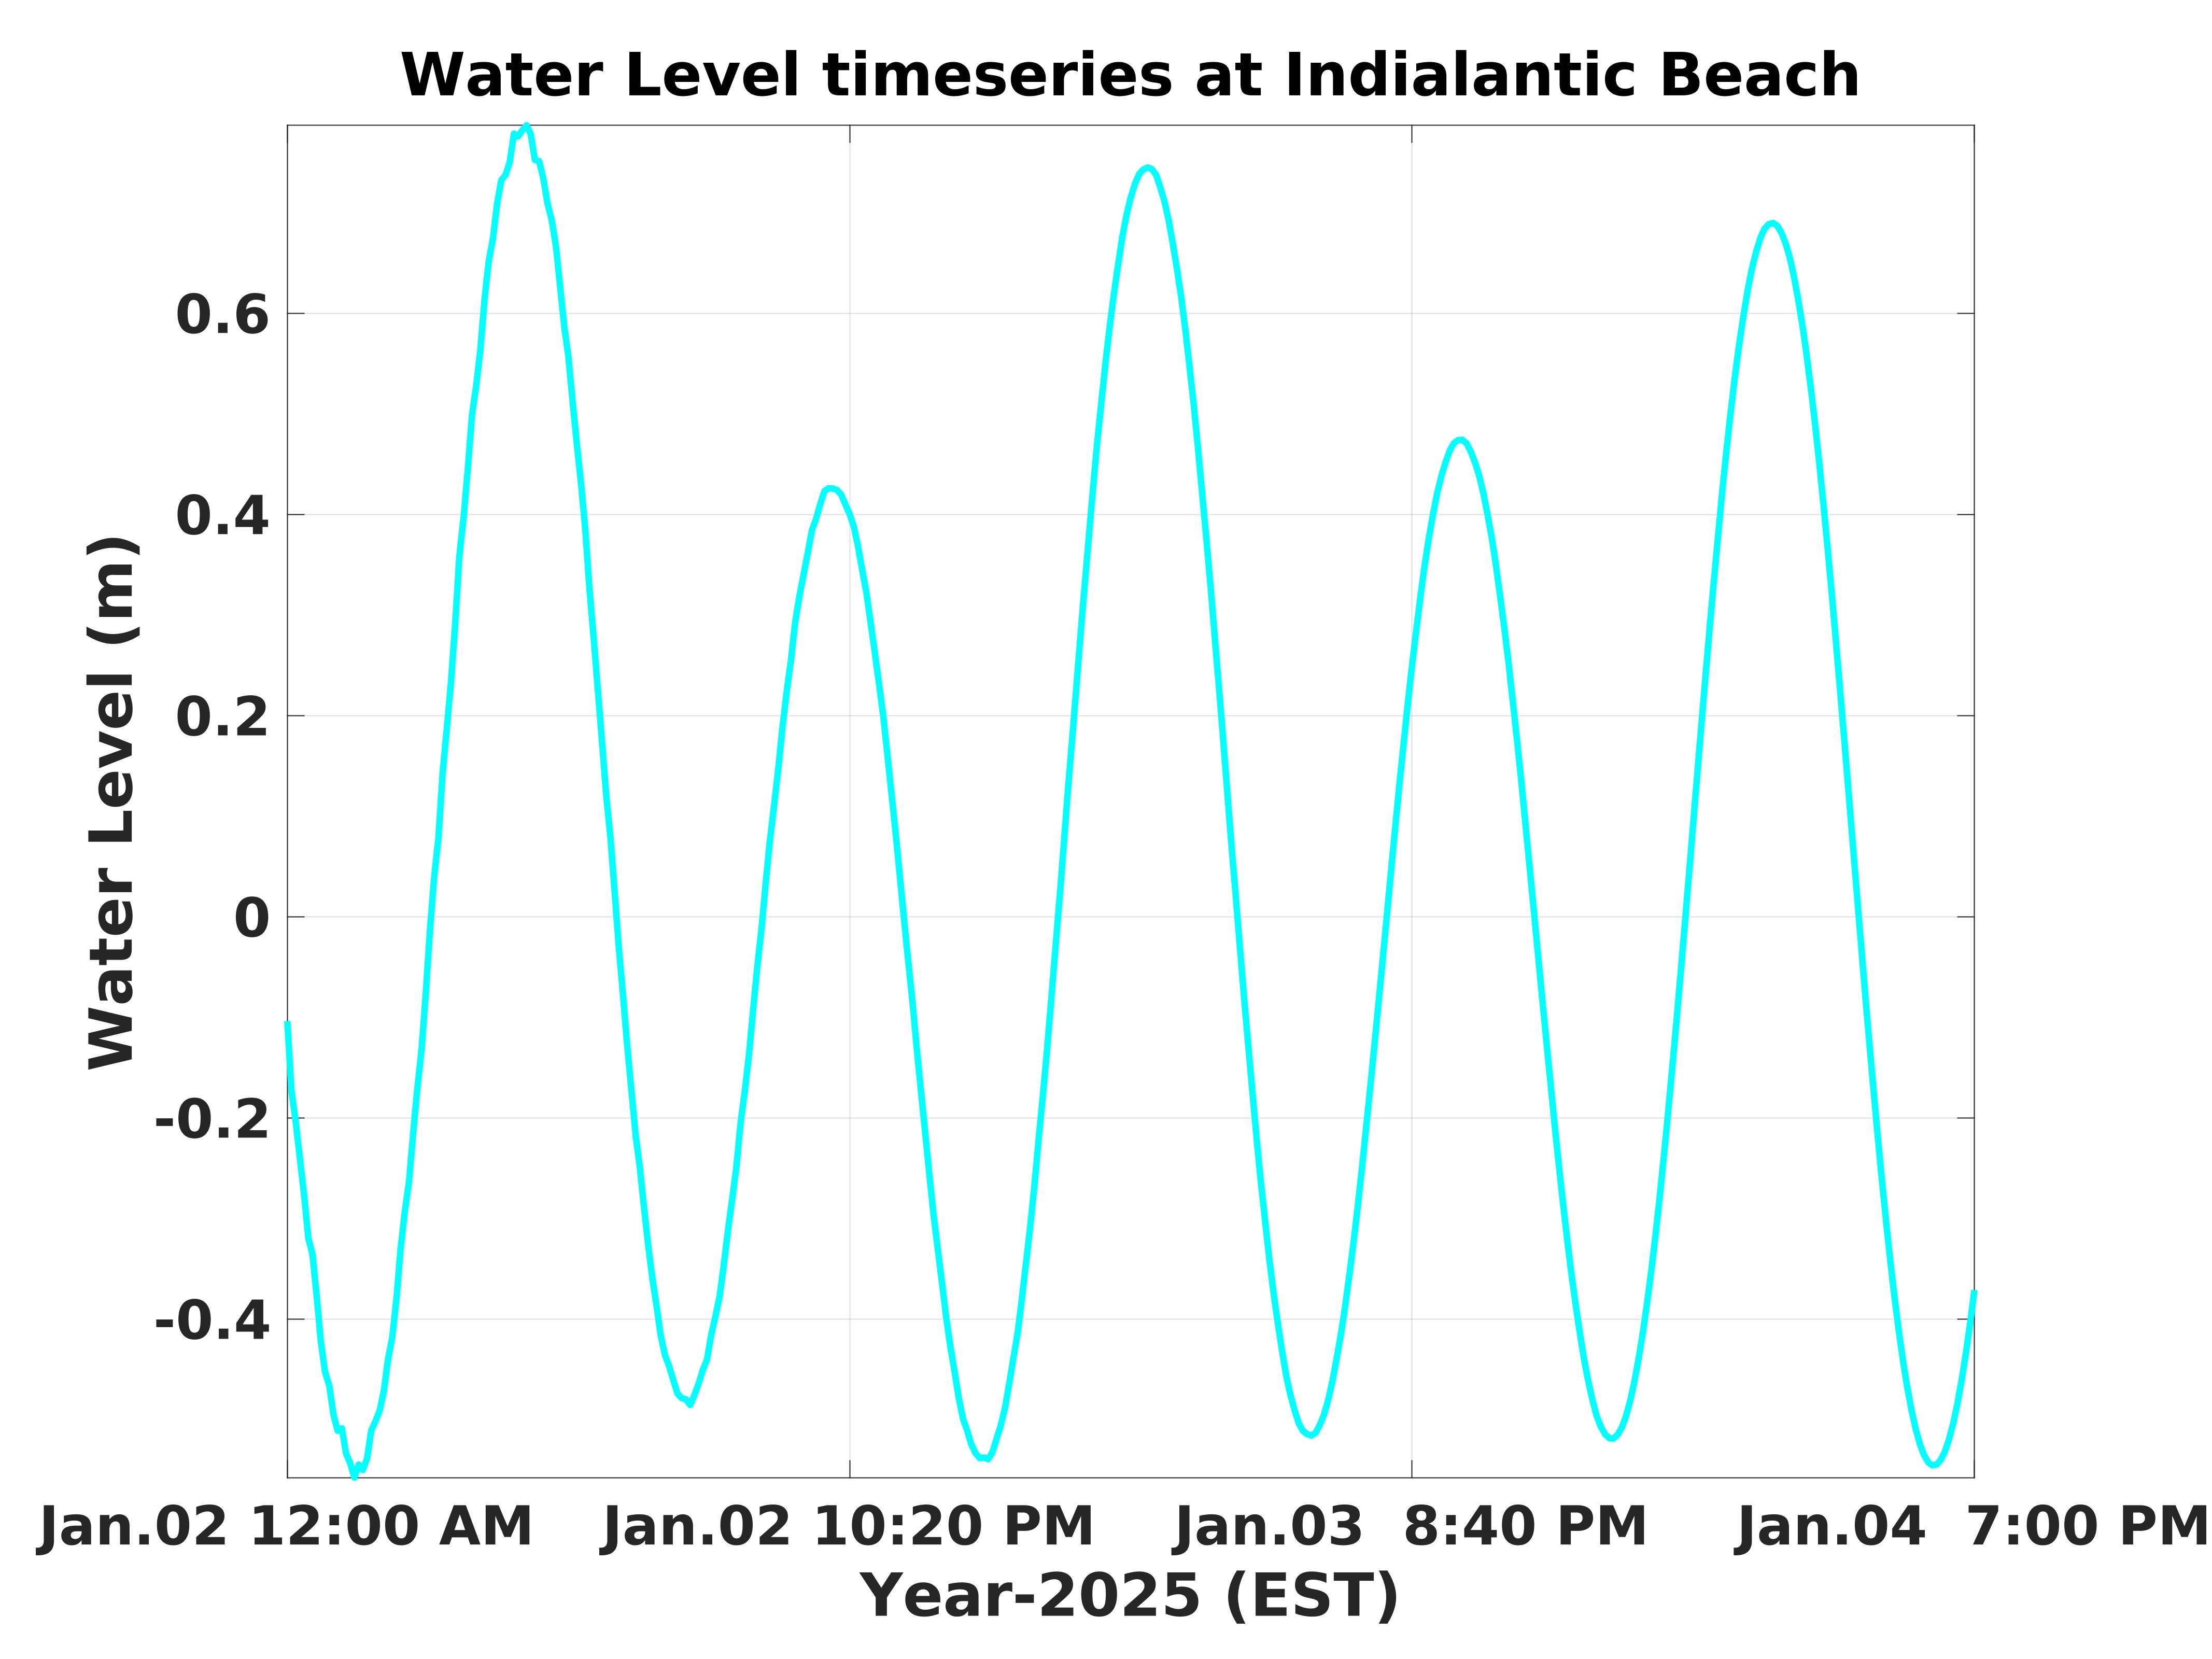 Water Level timeseries at Indialantic Beach
Water Level (m)
0.6
0.4
0.2
0
-0.2
-0.4
Jan.02 12:00 AM
Jan.02 10:20 PM
Jan.03 8:40 PM
Jan.04 7:00 PM
Year-2025 (EST)